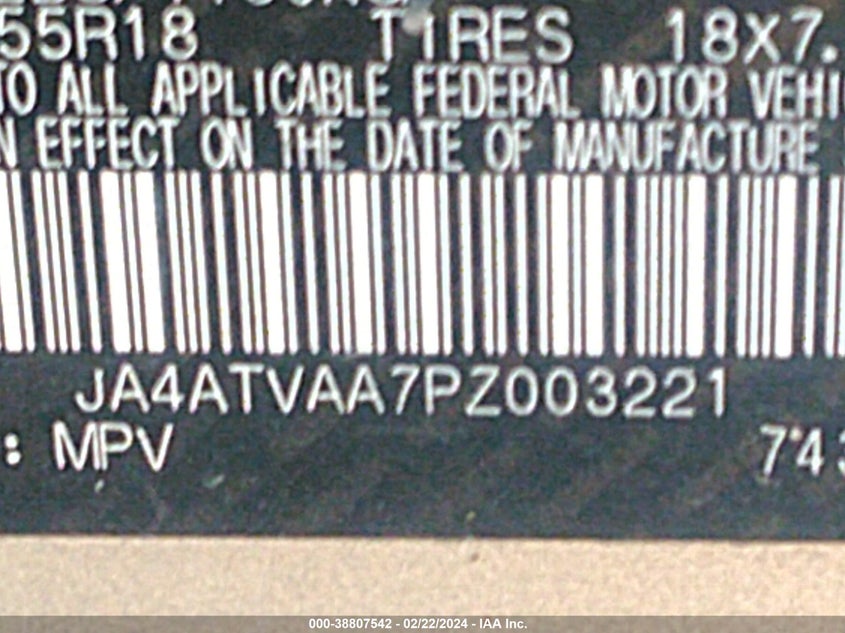 55R18 TIRES 18X7.
TO ALL APPLICABLE FEDERAL MOTOR VEHI
N EFFECT ON THE DATE OF MANUFACTURE
JA4ATVAA7PZ003221
: MPV 743
000-38807542 - 02/22/2024 - IAA Inc.